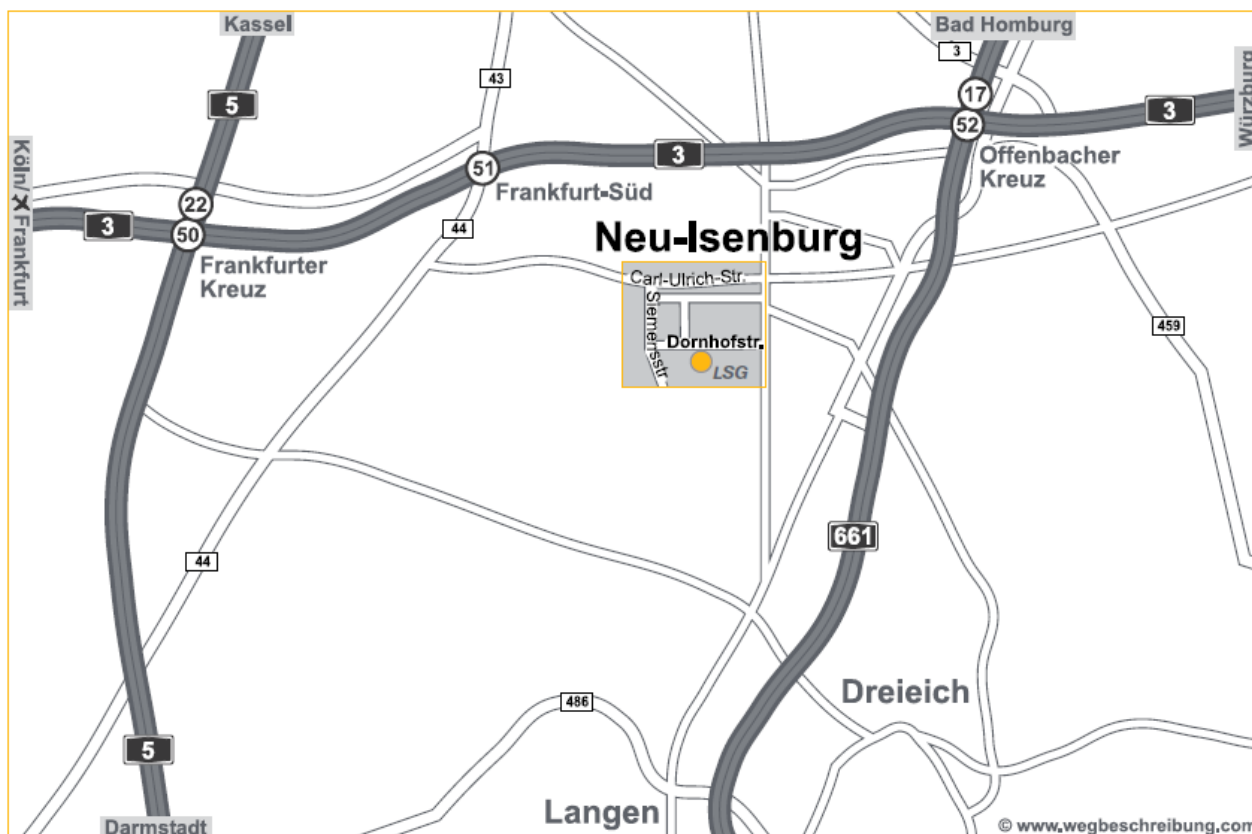 Kassel
Bad Homburg
3
43
5
17
Würzburg
3
52
Köln/
Frankfurt
3
51
Offenbacher
Kreuz
Frankfurt-Süd
22
3
50
44
Neu-Isenburg
Frankfurter
Kreuz
Carl-Ulrich-Str.
Siemensstr.
459
Dornhofstr.
LSG
661
44
Dreieich
486
5
Langen
Darmstadt
© www.wegbeschreibung.com